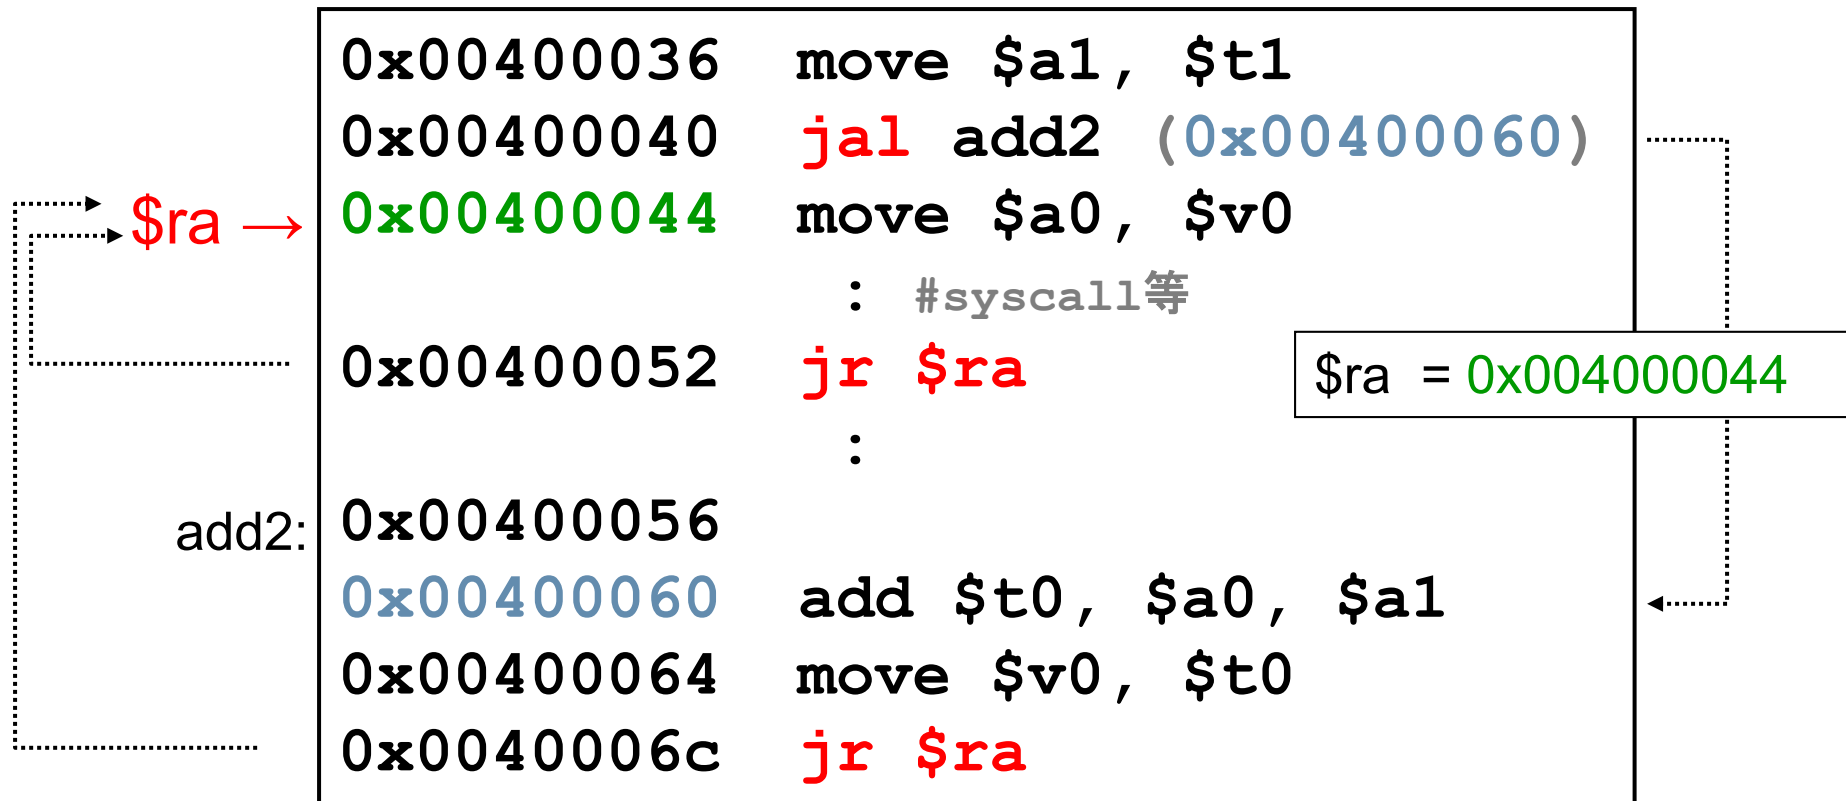 0x00400036 move $a1, $t1
0x00400040 jal add2 (0x00400060)
$ra → 0x00400044 move $a0, $v0
: #syscall等
0x00400052 jr $ra
$ra = 0x004000044
:
add2: 0x00400056
0x00400060 add $t0, $a0, $a1
0x00400064 move $v0, $t0
0x0040006c jr $ra